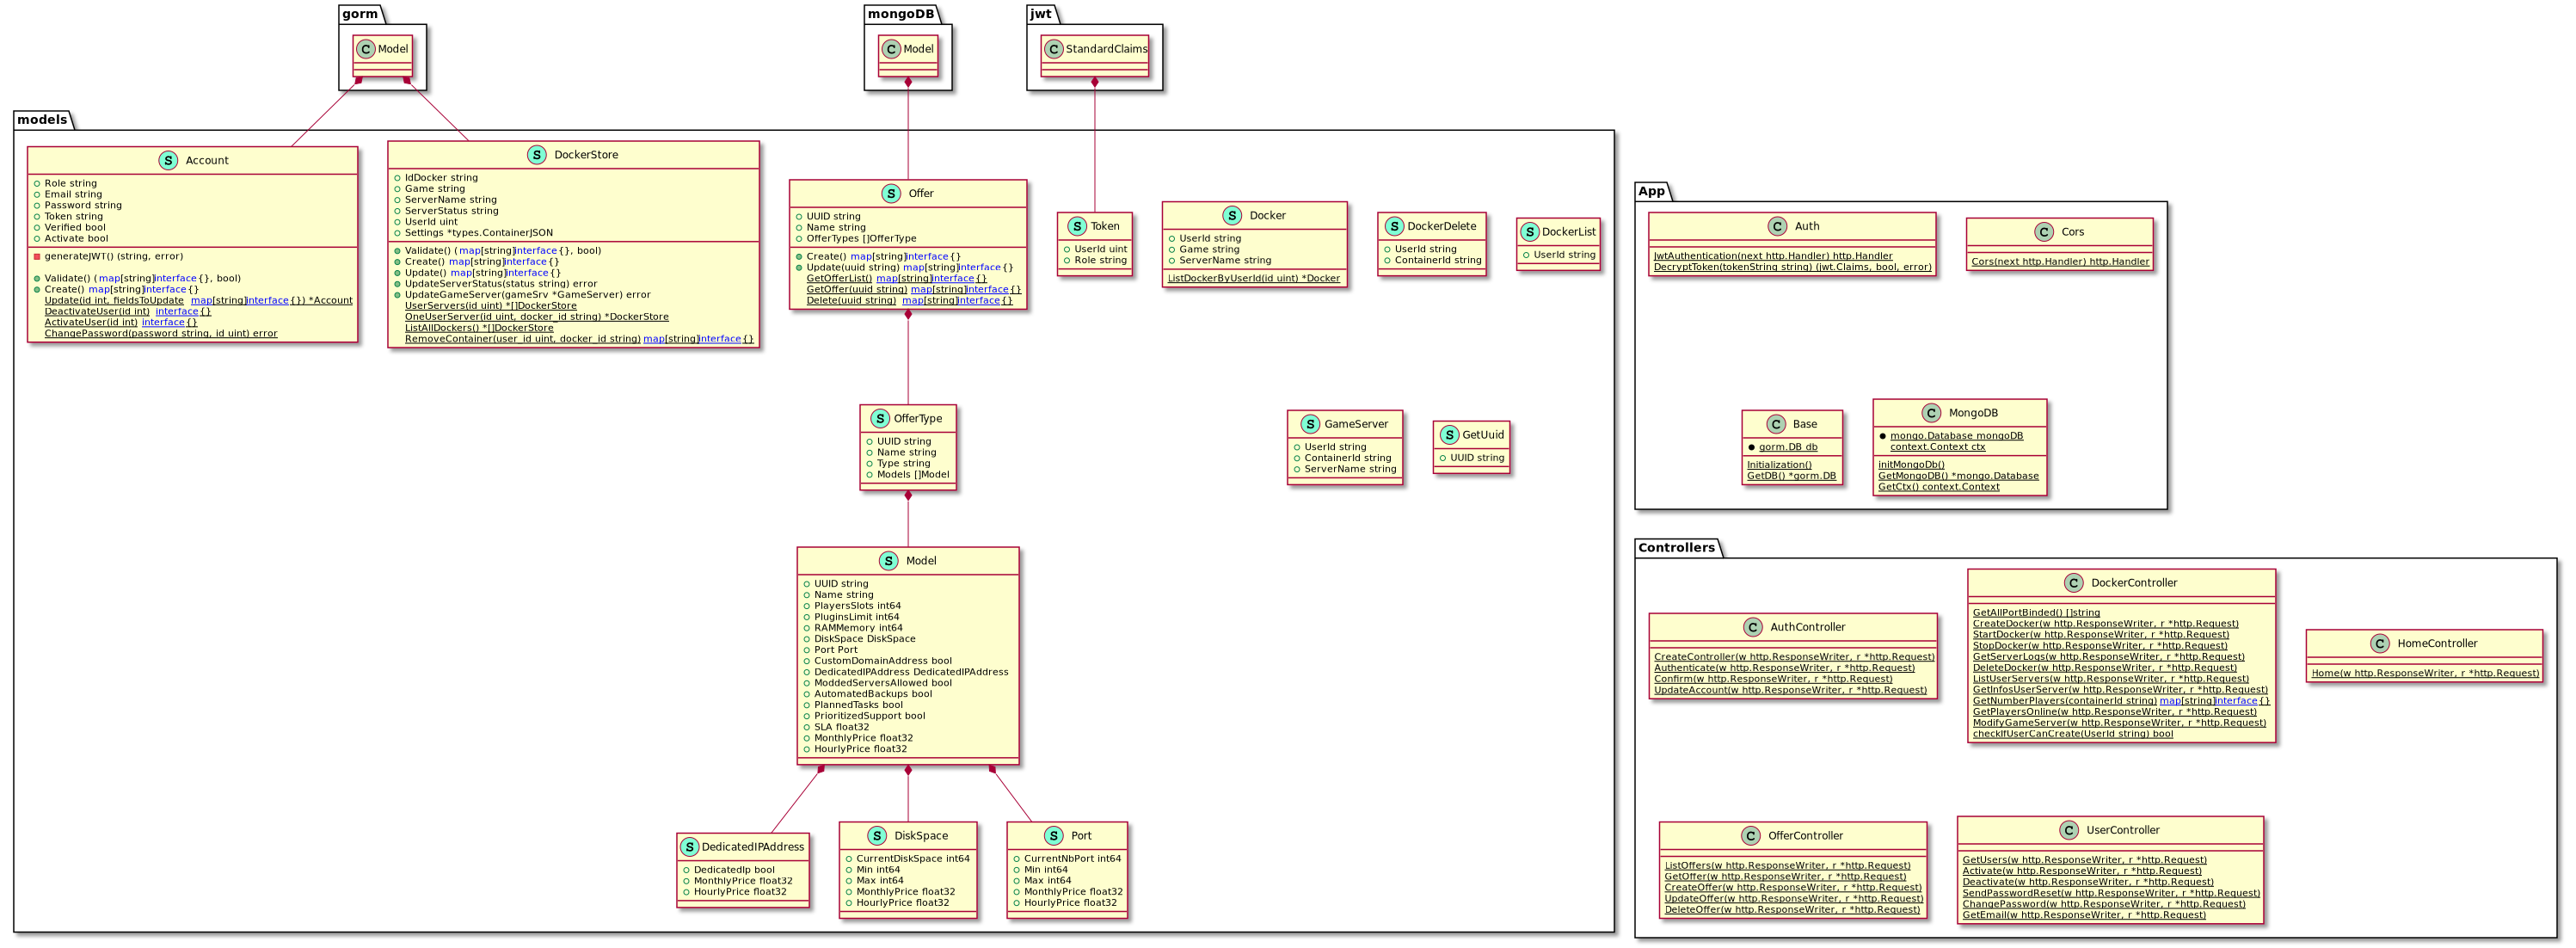 gorm
C Model
mongoDB
C Model
jwt
C StandardClaims
models
S Account
Role string
Email string
Password string
Token string
Verified bool
Activate bool
generateJWT() (string, error)
Validate() (map[string]interface{}, bool)
Create() map[string]interface{}
Update(id int, fieldsToUpdate map[string]interface{}) *Account
DeactivateUser(id int) interface{}
ActivateUser(id int) interface{}
ChangePassword(password string, id uint) error
S DockerStore
IdDocker string
Game string
ServerName string
ServerStatus string
UserId uint
Settings *types.ContainerJSON
Validate() (map[string]interface{}, bool)
Create() map[string]interface{}
Update() map[string]interface{}
UpdateServerStatus(status string) error
UpdateGameServer(gameSrv *GameServer) error
UserServers(id uint) *[]DockerStore
OneUserServer(id uint, docker_id string) *DockerStore
ListAllDockers() *[]DockerStore
RemoveContainer(user_id uint, docker_id string) map[string]interface{}
S Offer
UUID string
Name string
OfferTypes []OfferType
Create() map[string]interface{}
Update(uuid string) map[string]interface{}
GetOfferList() map[string]interface{}
GetOffer(uuid string) map[string]interface{}
Delete(uuid string) map[string]interface{}
S Token
UserId uint
Role string
S Docker
UserId string
Game string
ServerName string
ListDockerByUserId(id uint) *Docker
S DockerDelete
UserId string
ContainerId string
S DockerList
UserId string
S OfferType
UUID string
Name string
Type string
Models []Model
S GameServer
UserId string
ContainerId string
ServerName string
S GetUuid
UUID string
S Model
UUID string
Name string
PlayersSlots int64
PluginsLimit int64
RAMMemory int64
DiskSpace DiskSpace
Port Port
CustomDomainAddress bool
DedicatedIPAddress DedicatedIPAddress
ModdedServersAllowed bool
AutomatedBackups bool
PlannedTasks bool
PrioritizedSupport bool
SLA float32
MonthlyPrice float32
HourlyPrice float32
S DedicatedIPAddress
DedicatedIp bool
MonthlyPrice float32
HourlyPrice float32
S DiskSpace
CurrentDiskSpace int64
Min int64
Max int64
MonthlyPrice float32
HourlyPrice float32
S Port
CurrentNbPort int64
Min int64
Max int64
MonthlyPrice float32
HourlyPrice float32
App
C Auth
JwtAuthentication(next http.Handler) http.Handler
DecryptToken(tokenString string) (jwt.Claims, bool, error)
C Cors
Cors(next http.Handler) http.Handler
C Base
gorm.DB db
Initialization()
GetDB() *gorm.DB
C MongoDB
mongo.Database mongoDB
context.Context ctx
initMongoDb()
GetMongoDB() *mongo.Database
GetCtx() context.Context
Controllers
C AuthController
CreateController(w http.ResponseWriter, r *http.Request)
Authenticate(w http.ResponseWriter, r *http.Request)
Confirm(w http.ResponseWriter, r *http.Request)
UpdateAccount(w http.ResponseWriter, r *http.Request)
C DockerController
GetAllPortBinded() []string
CreateDocker(w http.ResponseWriter, r *http.Request)
StartDocker(w http.ResponseWriter, r *http.Request)
StopDocker(w http.ResponseWriter, r *http.Request)
GetServerLogs(w http.ResponseWriter, r *http.Request)
DeleteDocker(w http.ResponseWriter, r *http.Request)
ListUserServers(w http.ResponseWriter, r *http.Request)
GetInfosUserServer(w http.ResponseWriter, r *http.Request)
GetNumberPlayers(containerId string) map[string]interface{}
GetPlayersOnline(w http.ResponseWriter, r *http.Request)
ModifyGameServer(w http.ResponseWriter, r *http.Request)
checkIfUserCanCreate(UserId string) bool
C HomeController
Home(w http.ResponseWriter, r *http.Request)
C OfferController
ListOffers(w http.ResponseWriter, r *http.Request)
GetOffer(w http.ResponseWriter, r *http.Request)
CreateOffer(w http.ResponseWriter, r *http.Request)
UpdateOffer(w http.ResponseWriter, r *http.Request)
DeleteOffer(w http.ResponseWriter, r *http.Request)
C UserController
GetUsers(w http.ResponseWriter, r *http.Request)
Activate(w http.ResponseWriter, r *http.Request)
Deactivate(w http.ResponseWriter, r *http.Request)
SendPasswordReset(w http.ResponseWriter, r *http.Request)
ChangePassword(w http.ResponseWriter, r *http.Request)
GetEmail(w http.ResponseWriter, r *http.Request)